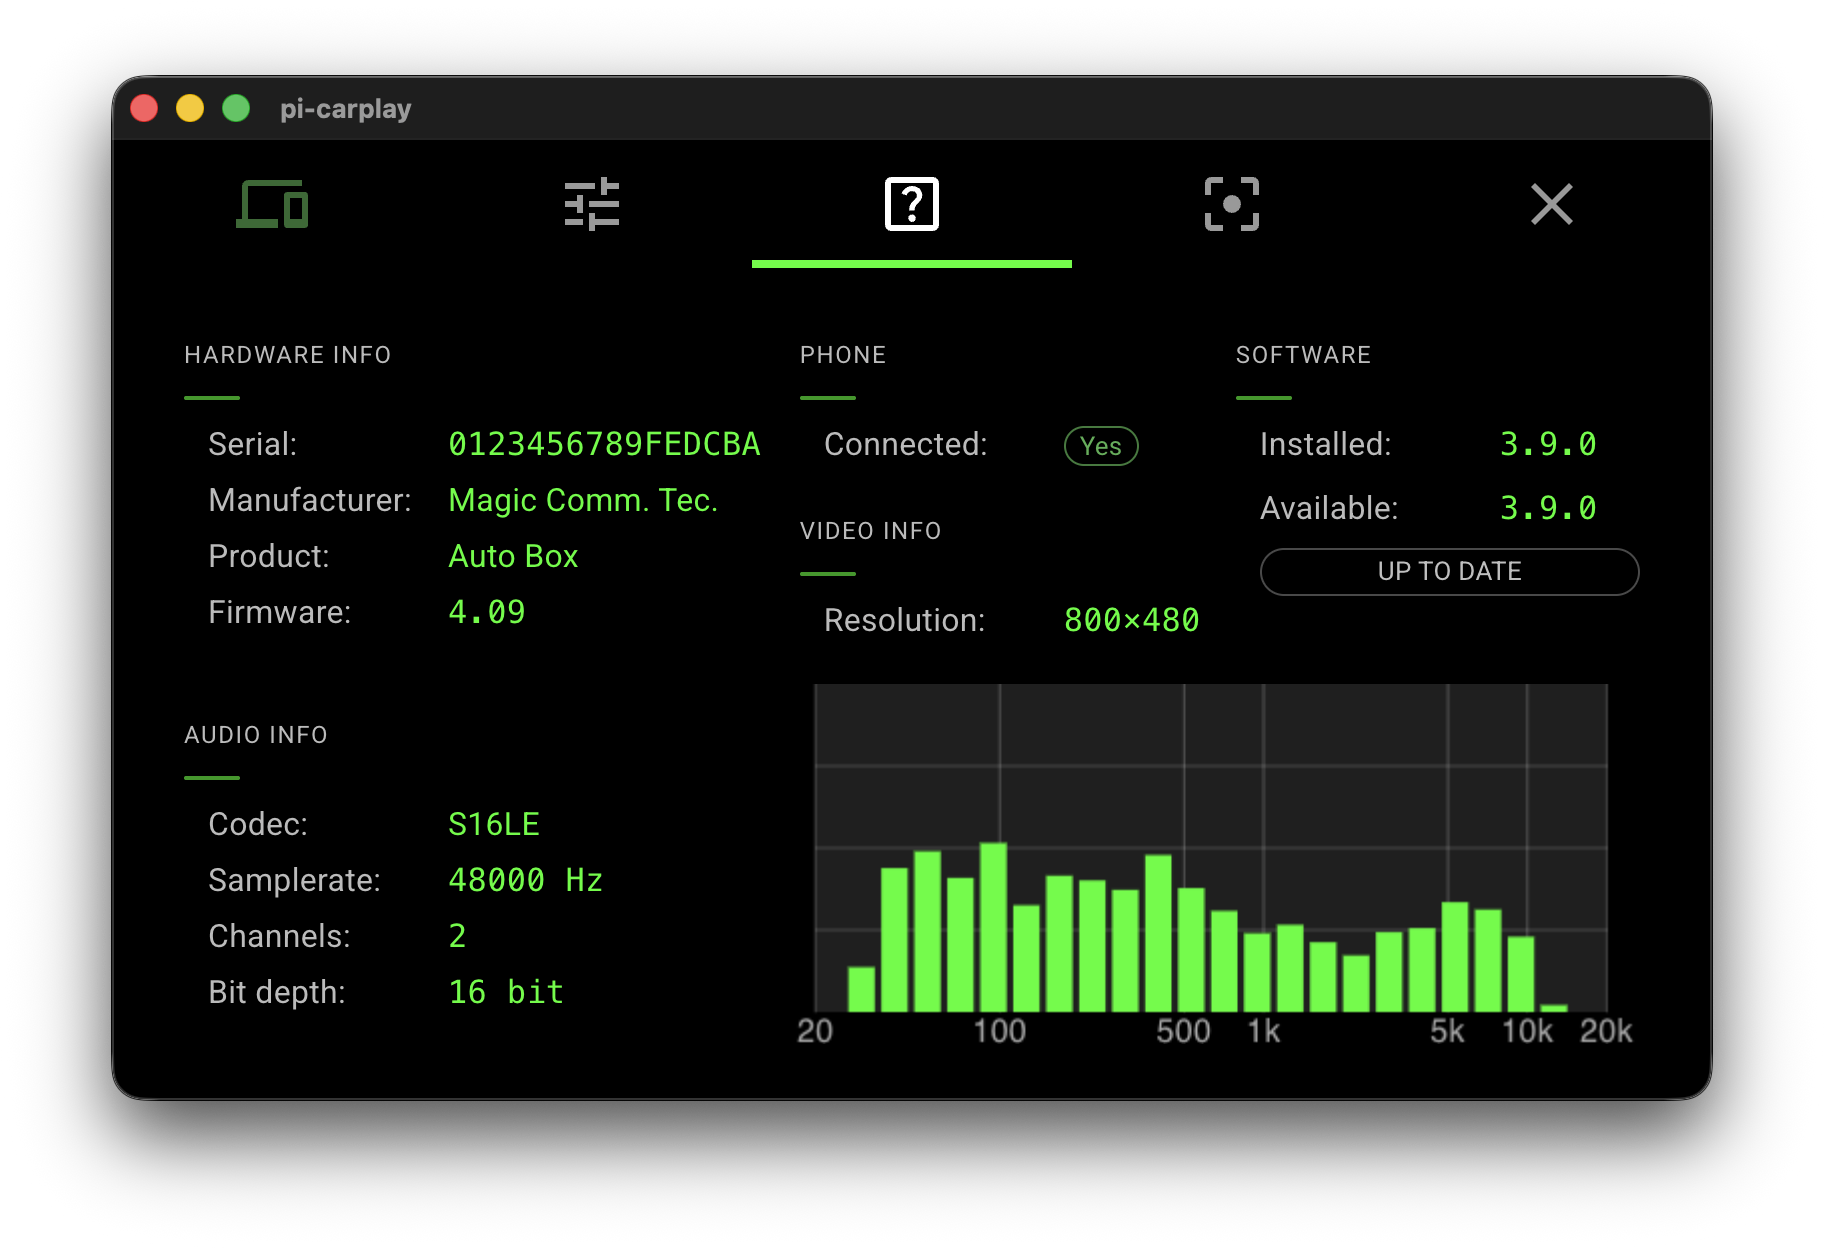 pi-carplay
HARDWARE INFO
Serial: 0123456789FEDCBA
Manufacturer: Magic Comm. Tec.
Product: Auto Box
Firmware: 4.09
AUDIO INFO
Codec: S16LE
Samplerate: 48000 Hz
Channels: 2
Bit depth: 16 bit
PHONE
Connected: Yes
VIDEO INFO
Resolution: 800×480
SOFTWARE
Installed: 3.9.0
Available: 3.9.0
UP TO DATE
20 100 500 1k 5k 10k 20k